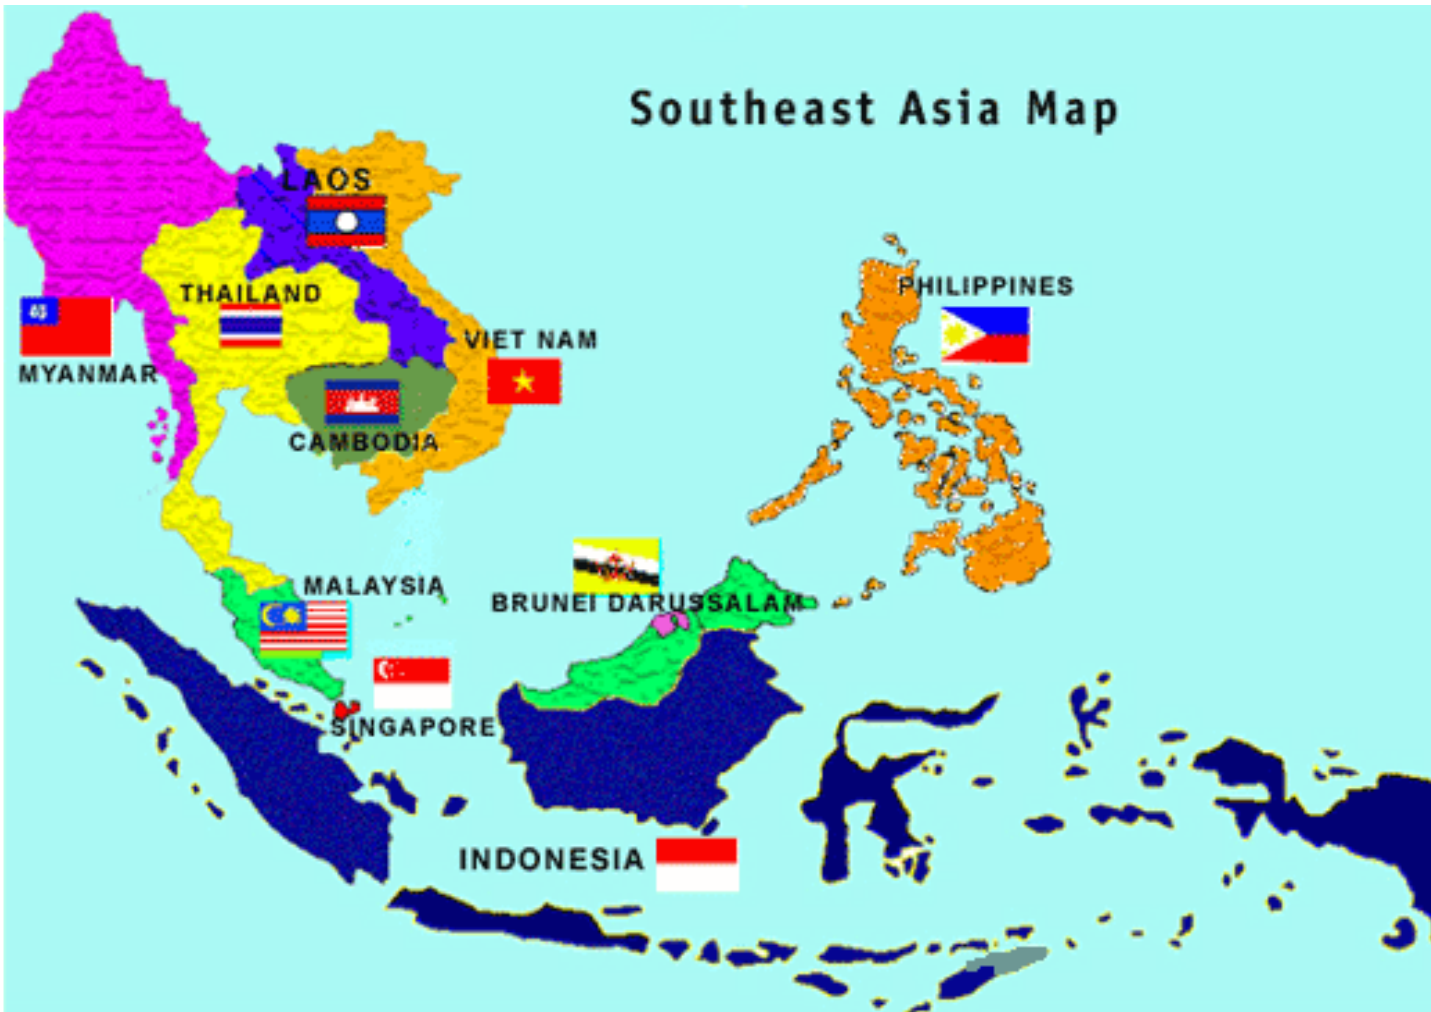 Southeast Asia Map
LAOS
PHILIPPINES
THAILAND
VIET NAM
MYANMAR
CAMBODIA
MALAYSIA
BRUNEI DARUSSALAM
SINGAPORE
INDONESIA